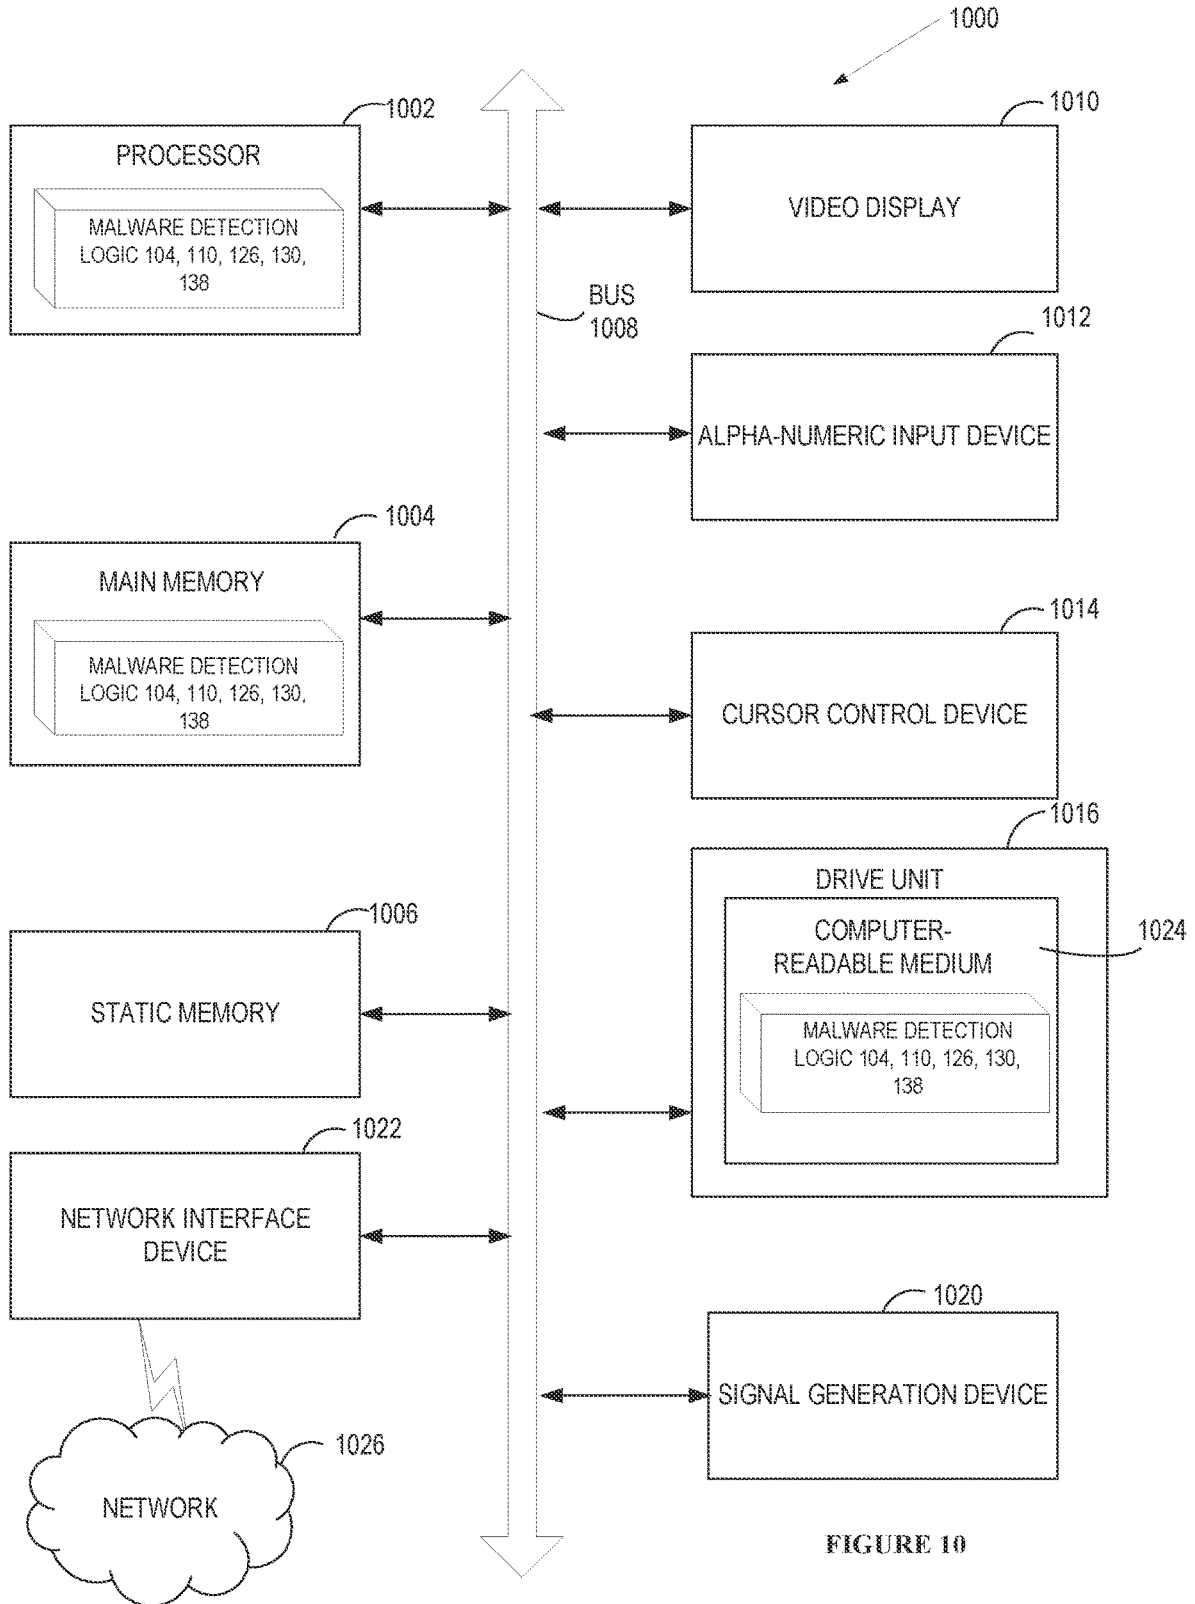 1000
1002
PROCESSOR
MALWARE DETECTION
LOGIC 104, 110, 126, 130,
138
1010
VIDEO DISPLAY
BUS
1008
1012
ALPHA-NUMERIC INPUT DEVICE
1004
MAIN MEMORY
MALWARE DETECTION
LOGIC 104, 110, 126, 130,
138
1014
CURSOR CONTROL DEVICE
1016
DRIVE UNIT
COMPUTER-
READABLE MEDIUM
1024
MALWARE DETECTION
LOGIC 104, 110, 126, 130,
138
1006
STATIC MEMORY
1022
NETWORK INTERFACE
DEVICE
1020
SIGNAL GENERATION DEVICE
1026
NETWORK
FIGURE 10